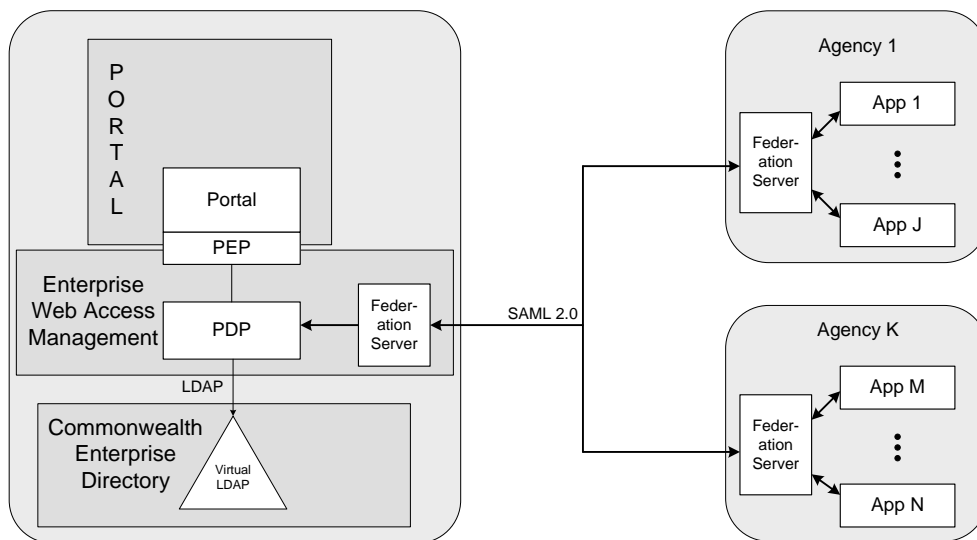 P
O
R
T
A
L
Portal
PEP
Enterprise
Web Access
Management
PDP
Feder-
ation
Server
LDAP
Commonwealth
Enterprise
Directory
Virtual
LDAP
SAML 2.0
Agency 1
Feder-
ation
Server
App 1
App J
Agency K
Feder-
ation
Server
App M
App N